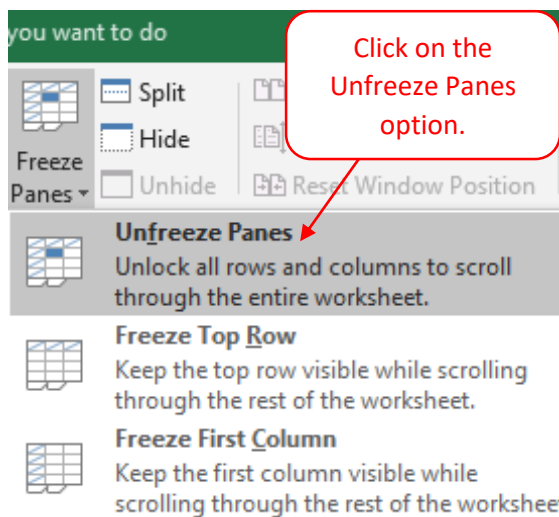 you want to do
Click on the
Unfreeze Panes
option.
Split
Hide
Unhide
Freeze
Panes
Reset Window Position
Unfreeze Panes
Unlock all rows and columns to scroll
through the entire worksheet.
Freeze Top Row
Keep the top row visible while scrolling
through the rest of the worksheet.
Freeze First Column
Keep the first column visible while
scrolling through the rest of the workshee